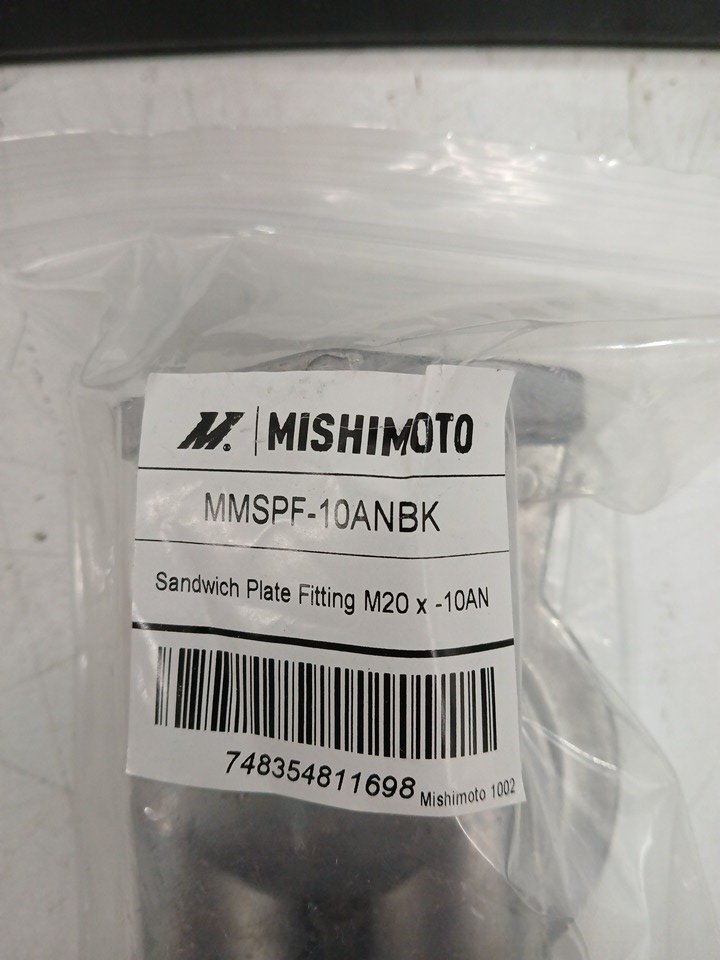 M. MISHIMOTO
MMSPF-10ANBK
Sandwich Plate Fitting M20 x -10AN
748354811698
Mishimoto 1002